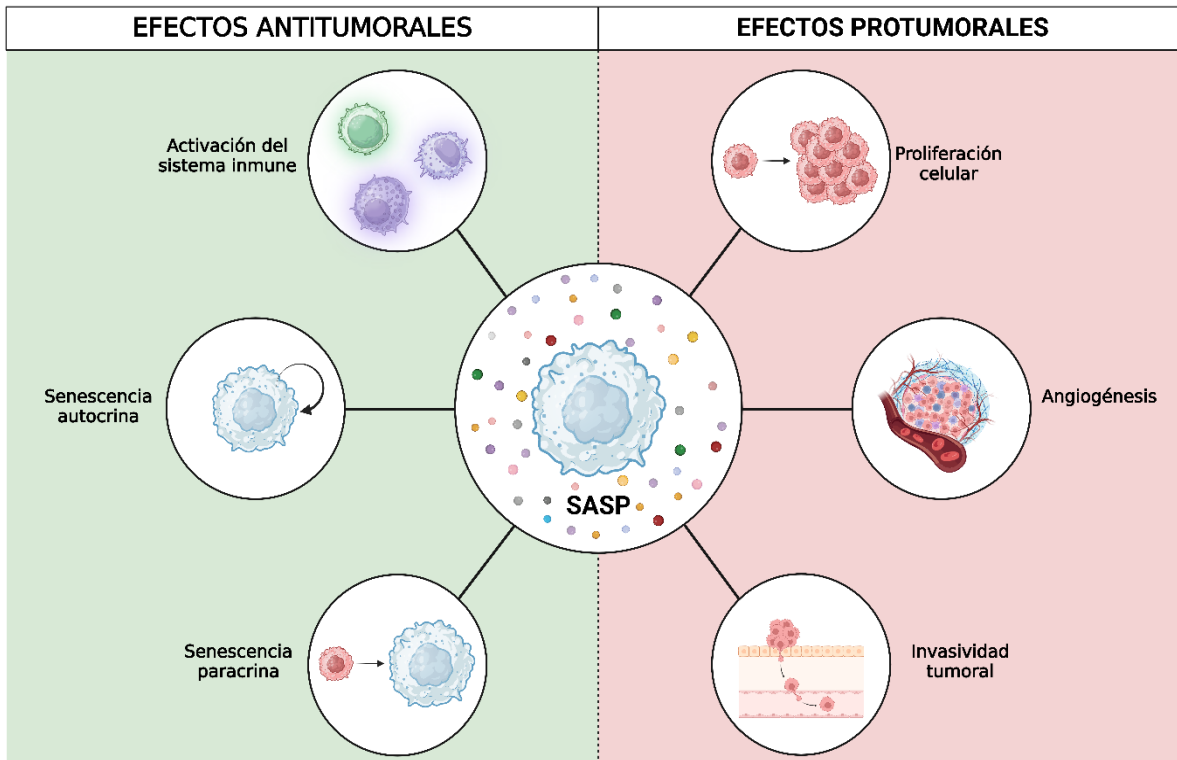 EFECTOS ANTITUMORALES
EFECTOS PROTUMORALES
Activación del
sistema inmune
Proliferación
celular
Senescencia
autocrina
Angiogénesis
SASP
Senescencia
paracrina
Invasividad
tumoral